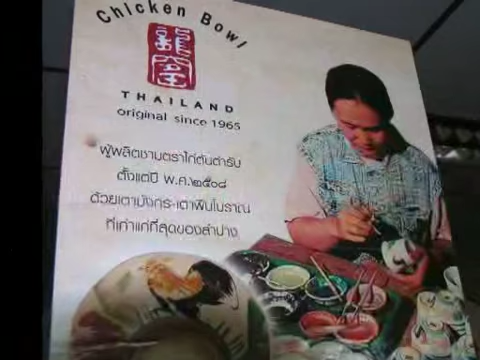 Chicken Bowl
龍窑
THAILAND
original since 1965
ผู้ผลิตชามตราไก่ต้นตำรับ
ตั้งแต่ปี พ.ศ.๒๕๐๘
ด้วยเตามังกร-เตาฟืนโบราณ
ที่เก่าแก่ที่สุดของลำปาง